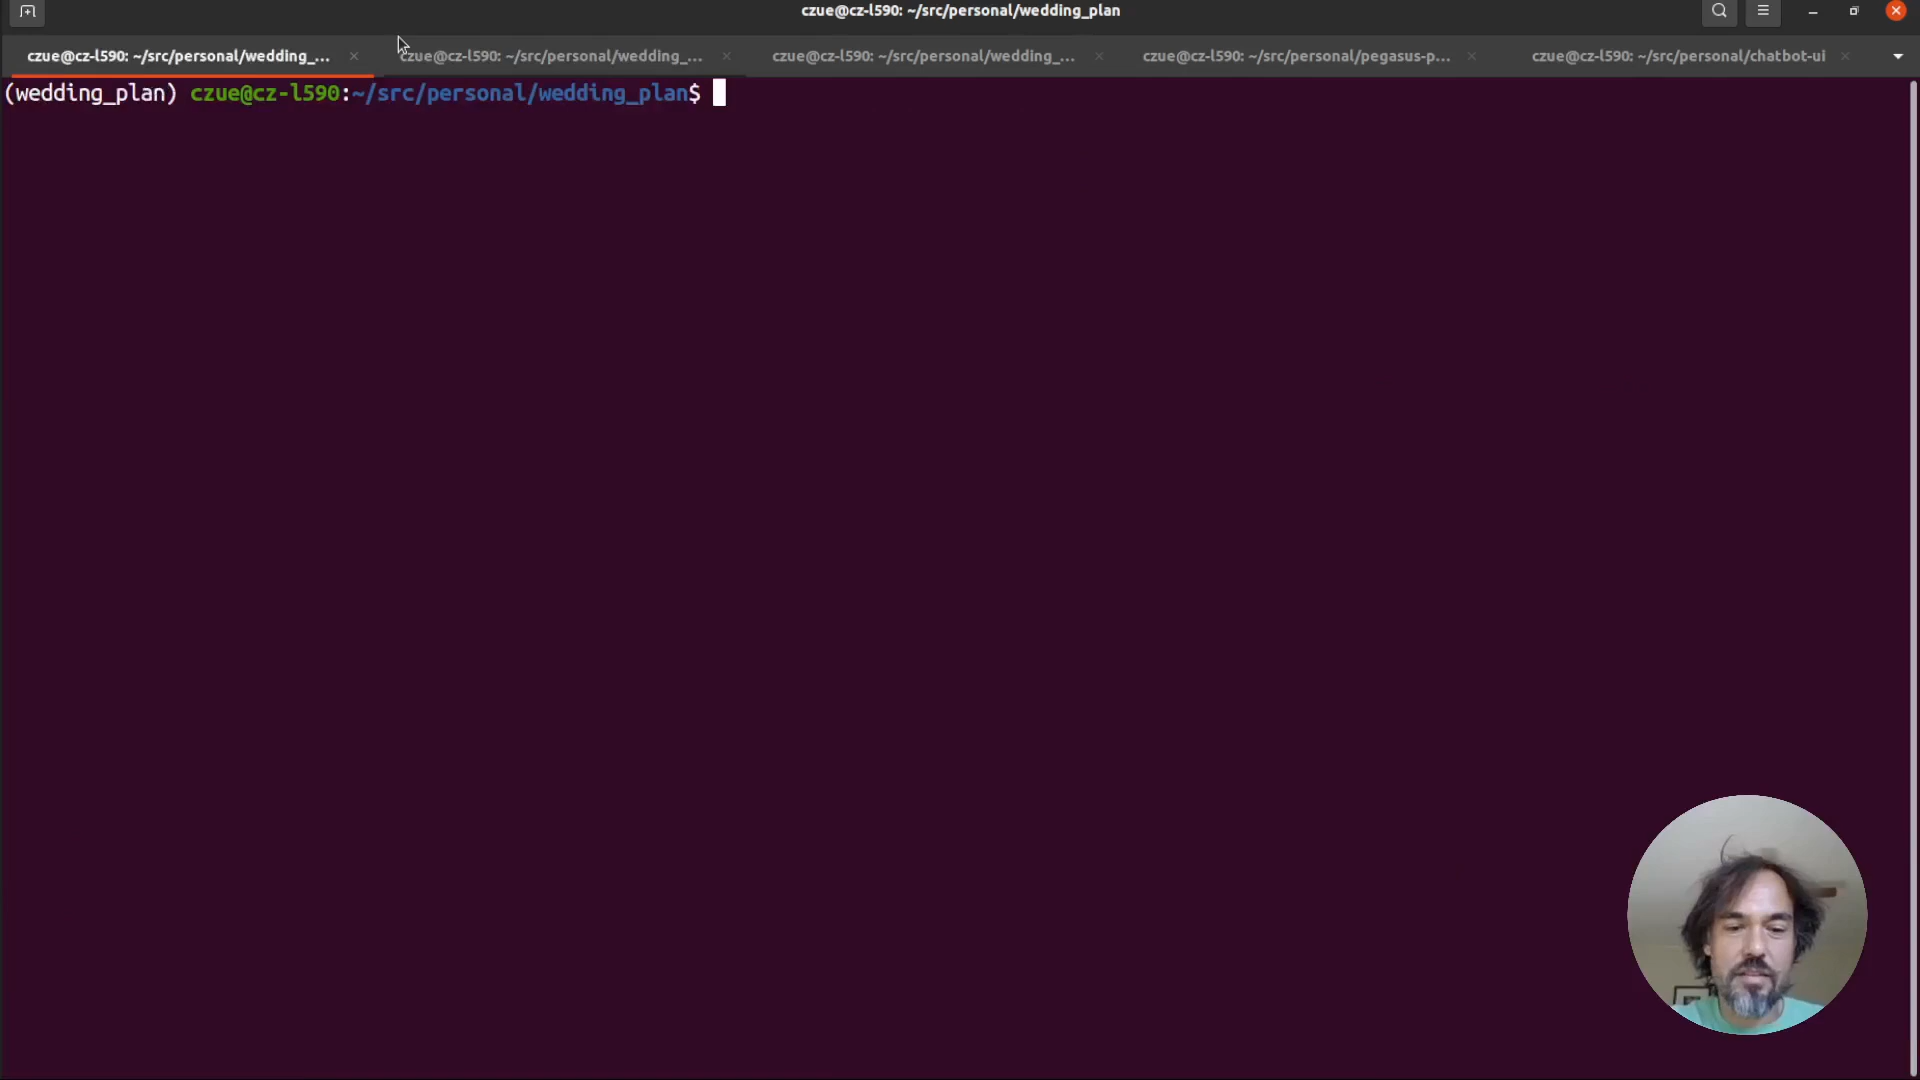 czue@cz-l590: ~/src/personal/wedding_plan
czue@cz-l590: ~/src/personal/wedding_...
czue@cz-l590: ~/src/personal/wedding_...
czue@cz-l590: ~/src/personal/wedding_...
czue@cz-l590: ~/src/personal/pegasus-p...
czue@cz-l590: ~/src/personal/chatbot-ui
(wedding_plan) czue@cz-l590:~/src/personal/wedding_plan$